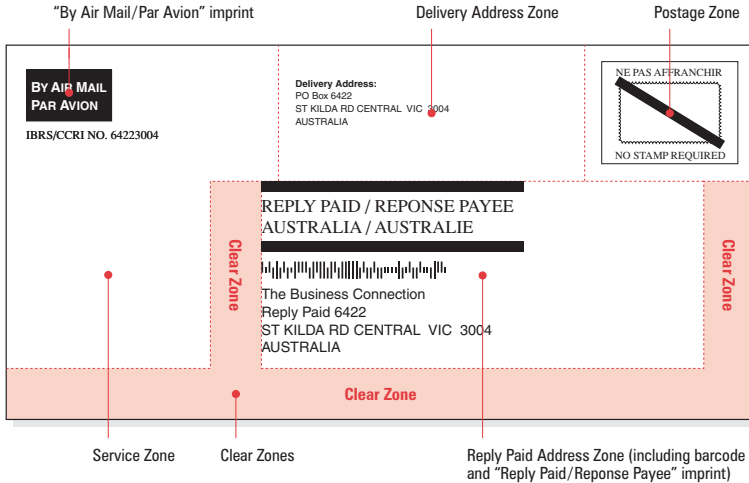 “By Air Mail/Par Avion” imprint
Delivery Address Zone
Postage Zone
BY AIR MAIL
PAR AVION
IBRS/CCRI NO. 64223004
Delivery Address:
PO Box 6422
ST KILDA RD CENTRAL VIC 3004
AUSTRALIA
NE PAS AFFRANCHIR
NO STAMP REQUIRED
REPLY PAID / REPONSE PAYEE
AUSTRALIA / AUSTRALIE
The Business Connection
Reply Paid 6422
ST KILDA RD CENTRAL VIC 3004
AUSTRALIA
Clear Zone
Clear Zone
Clear Zone
Service Zone
Clear Zones
Reply Paid Address Zone (including barcode
and “Reply Paid/Reponse Payee” imprint)